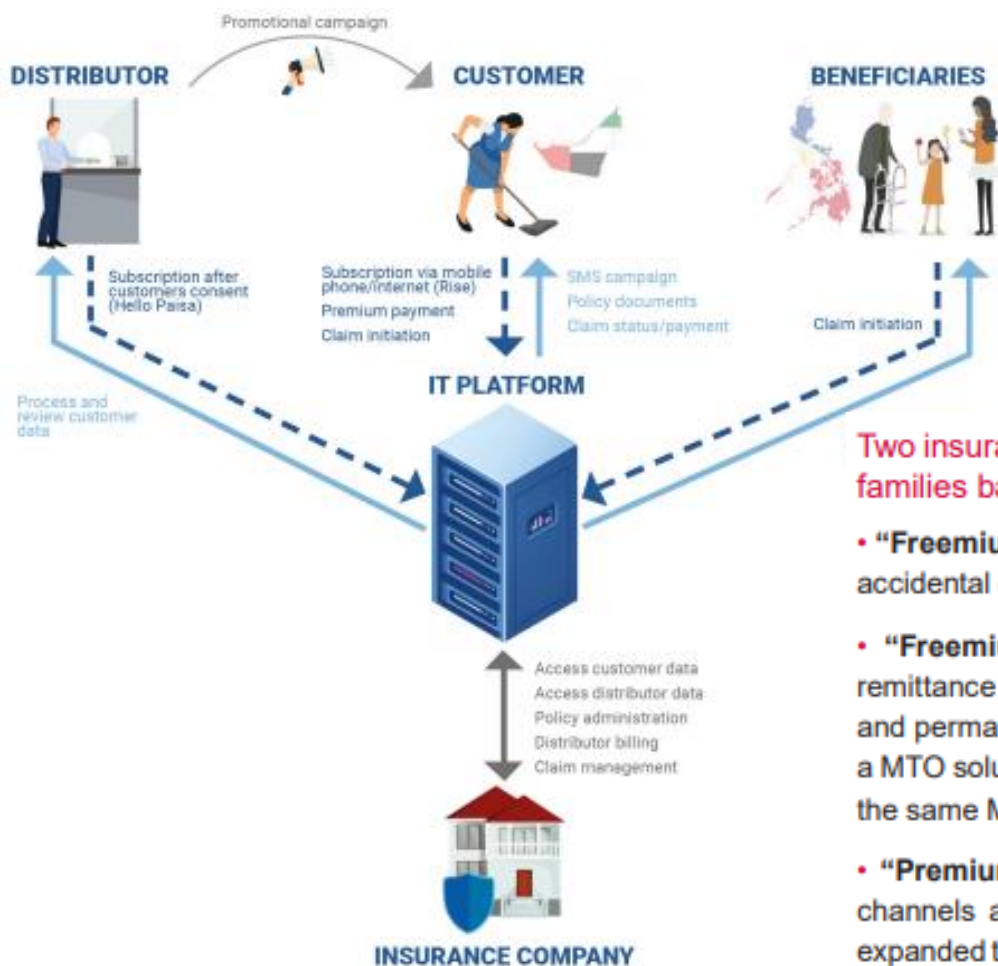 Promotional campaign
DISTRIBUTOR
CUSTOMER
BENEFICIARIES
Subscription after
customers consent
(Hello Paisa)
Subscription via mobile
phone/internet (Rise)
Premium payment
Claim initiation
SMS campaign
Policy documents
Claim status/payment
Claim initiation
Process and
review customer
data
IT PLATFORM
Access customer data
Access distributor data
Policy administration
Distributor billing
Claim management
INSURANCE COMPANY
Two insura
families ba
• “Freemiu
accidental
• “Freemiu
remittance
and perma
a MTO solu
the same M
• “Premium
channels a
expanded t